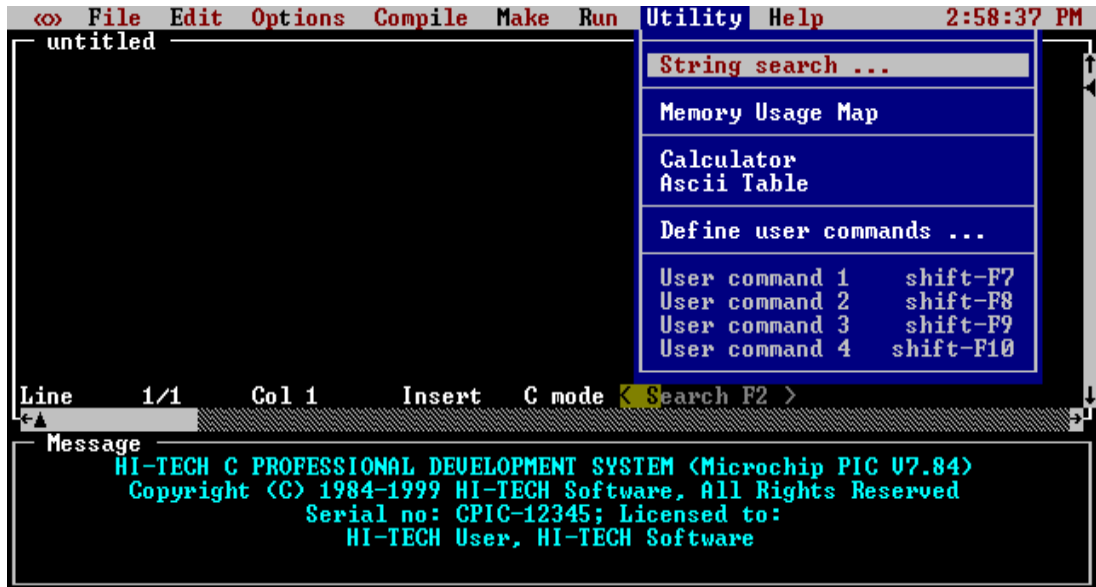 <<>> File Edit Options Compile Make Run Utility Help 2:58:37 PM
untitled
String search ...
Memory Usage Map
Calculator
Ascii Table
Define user commands ...
User command 1 shift-F7
User command 2 shift-F8
User command 3 shift-F9
User command 4 shift-F10
Line 1/1 Col 1 Insert C mode < Search F2 >
Message
HI-TECH C PROFESSIONAL DEVELOPMENT SYSTEM (Microchip PIC V7.84)
Copyright (C) 1984-1999 HI-TECH Software, All Rights Reserved
Serial no: CPIC-12345; Licensed to:
HI-TECH User, HI-TECH Software